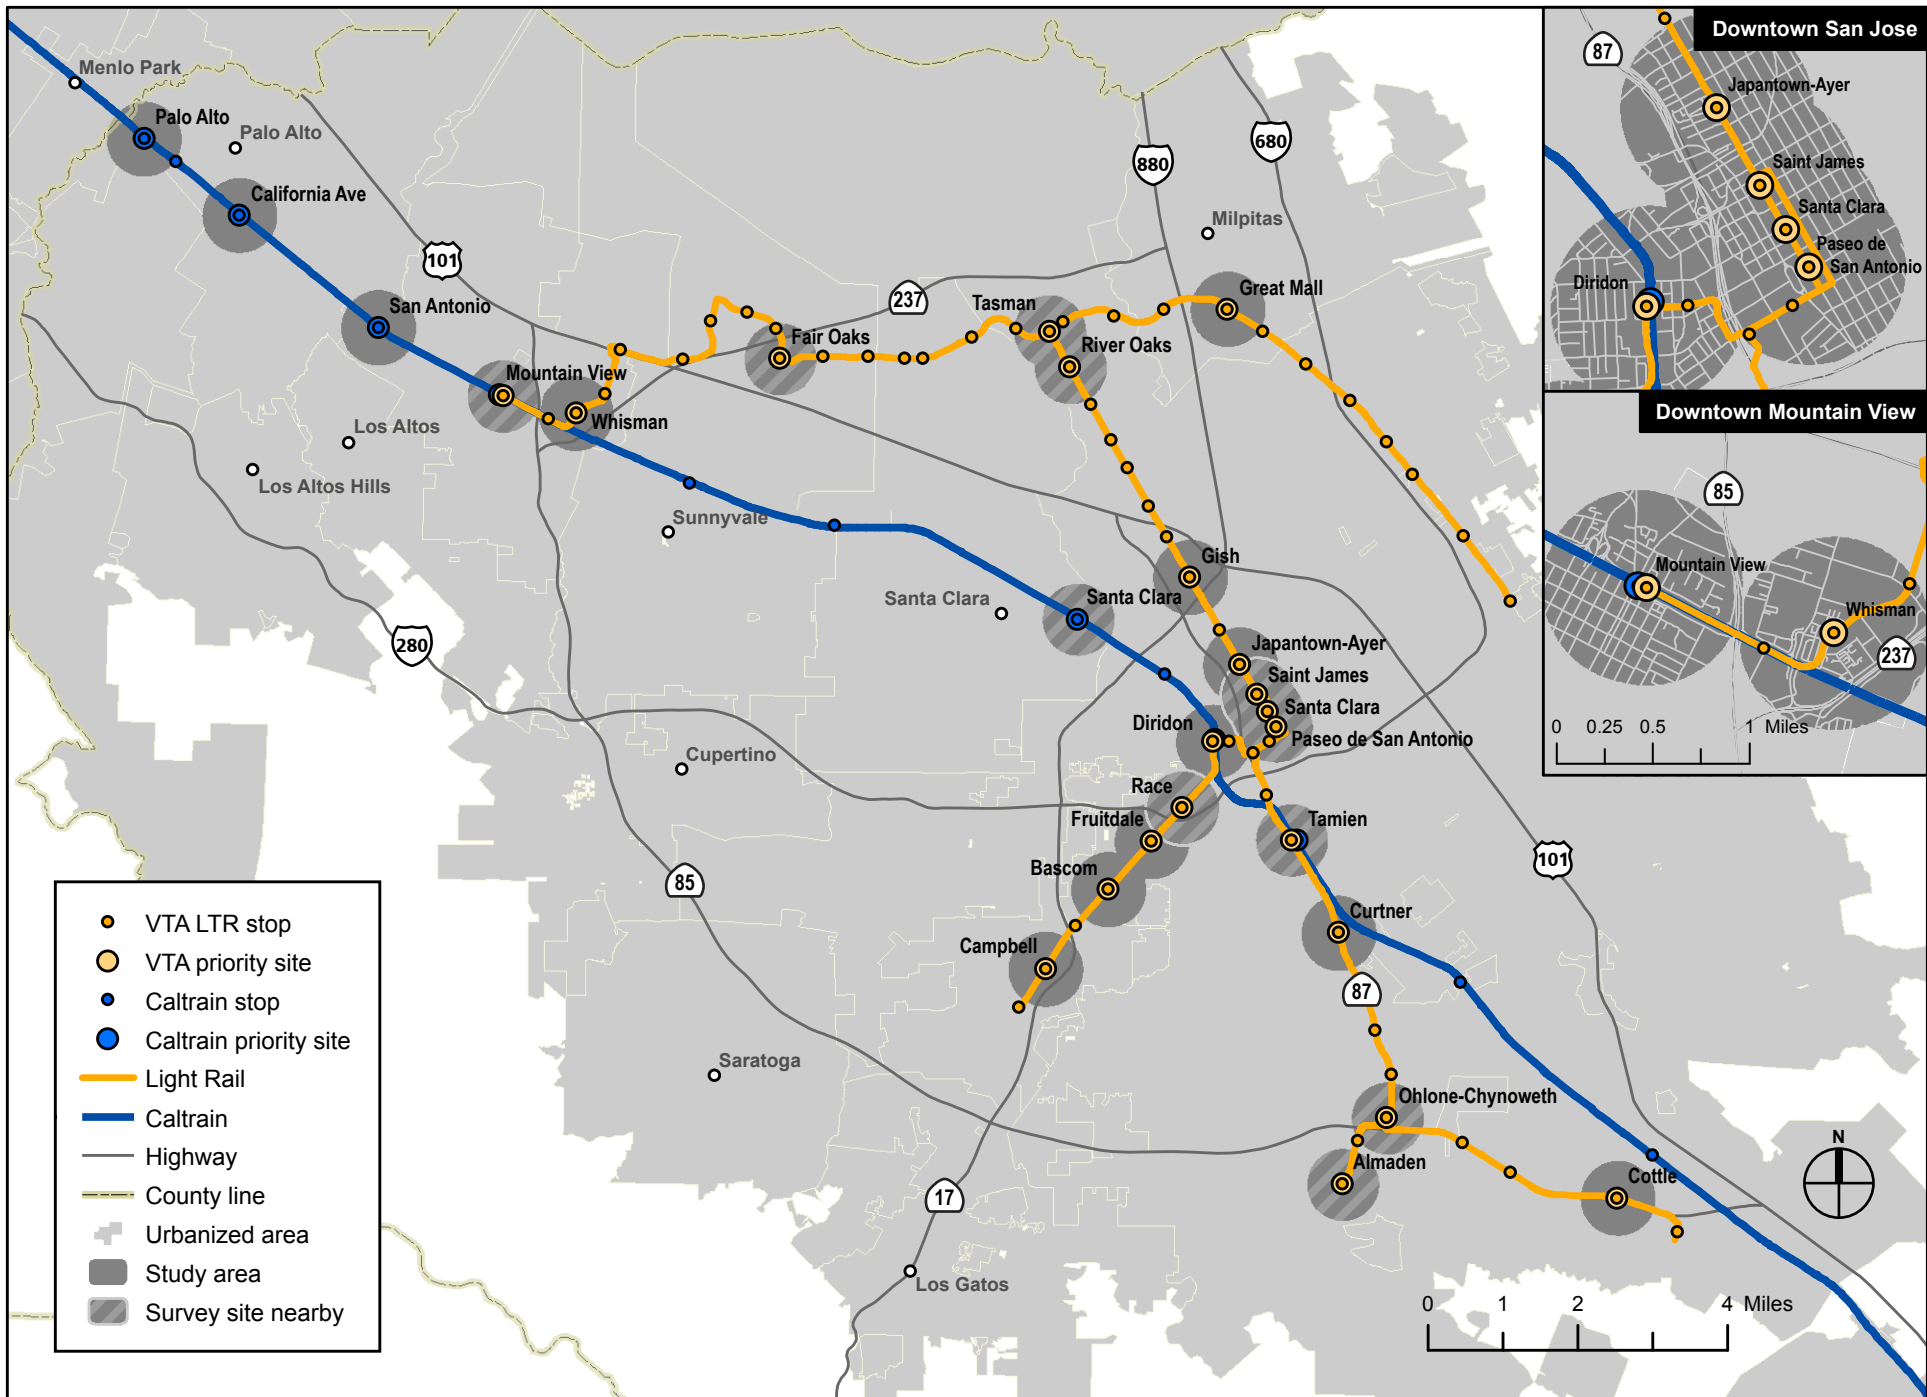 Menlo Park
Palo Alto
Palo Alto
California Ave
101
San Antonio
Mountain View
Whisman
Los Altos
Los Altos Hills
Sunnyvale
Fair Oaks
237
Tasman
River Oaks
Great Mall
880
680
Milpitas
Gish
Santa Clara
Santa Clara
280
Japantown-Ayer
Saint James
Santa Clara
Paseo de San Antonio
Diridon
Cupertino
Race
Fruitdale
Bascom
Campbell
Tamien
Curtner
101
85
87
Saratoga
17
Los Gatos
Ohlone-Chynoweth
Almaden
Cottle
N
0 1 2 4 Miles
VTA LTR stop
VTA priority site
Caltrain stop
Caltrain priority site
Light Rail
Caltrain
Highway
County line
Urbanized area
Study area
Survey site nearby
Downtown San Jose
87
Japantown-Ayer
Saint James
Santa Clara
Paseo de
San Antonio
Diridon
Downtown Mountain View
85
Mountain View
Whisman
237
0 0.25 0.5 1 Miles